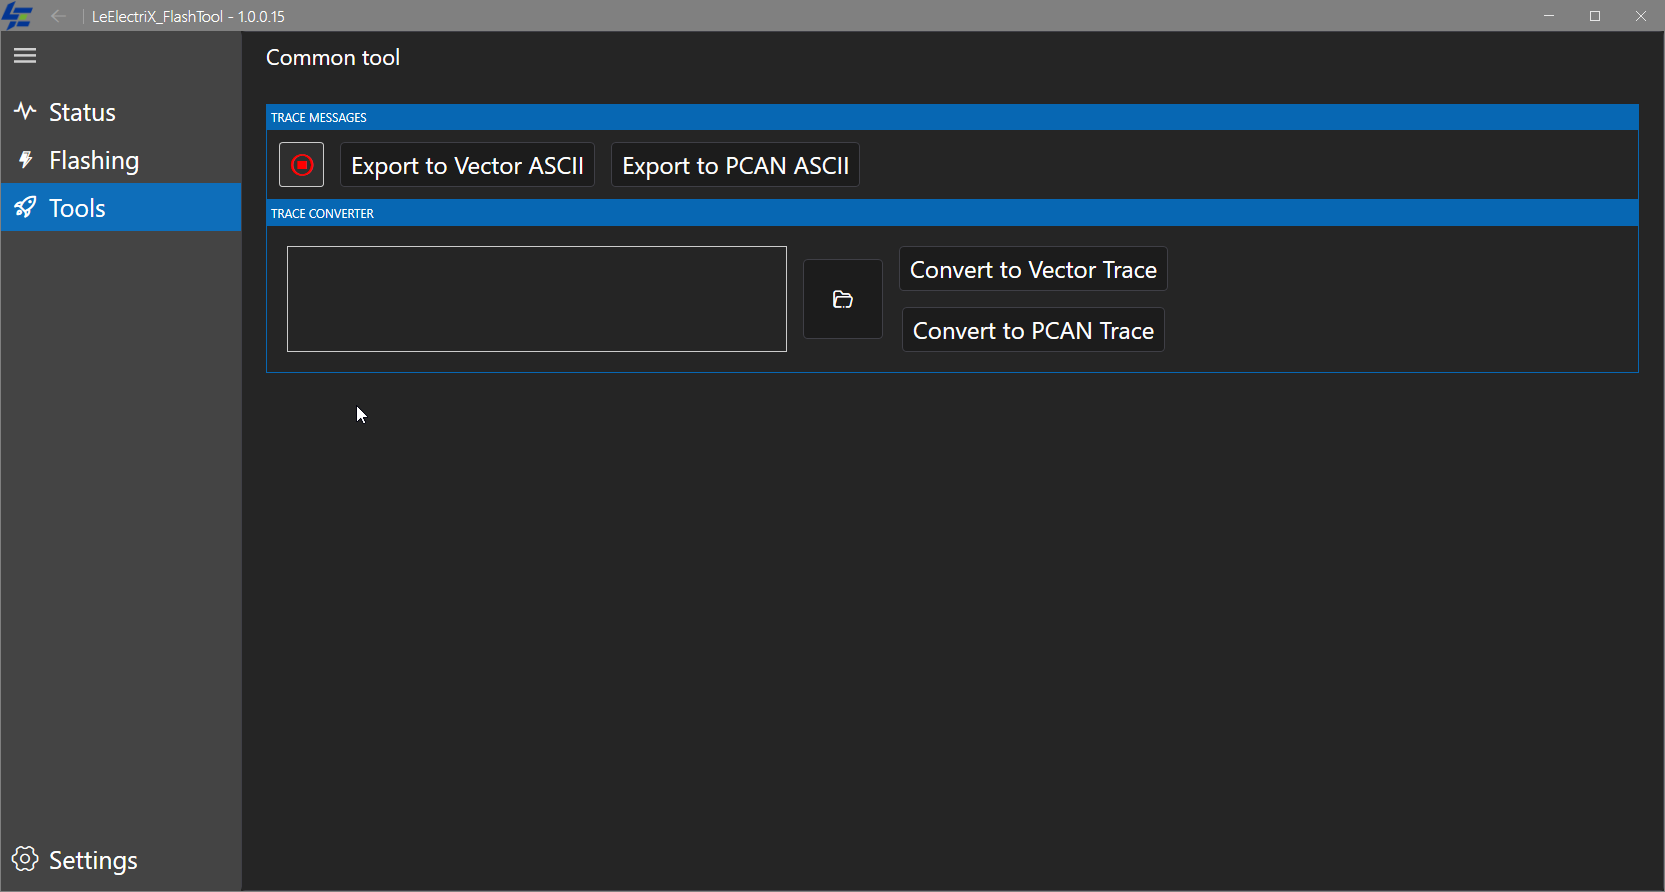 LeElectriX_FlashTool - 1.0.0.15
Common tool
Status
Flashing
Tools
Settings
TRACE MESSAGES
Export to Vector ASCII
Export to PCAN ASCII
TRACE CONVERTER
Convert to Vector Trace
Convert to PCAN Trace